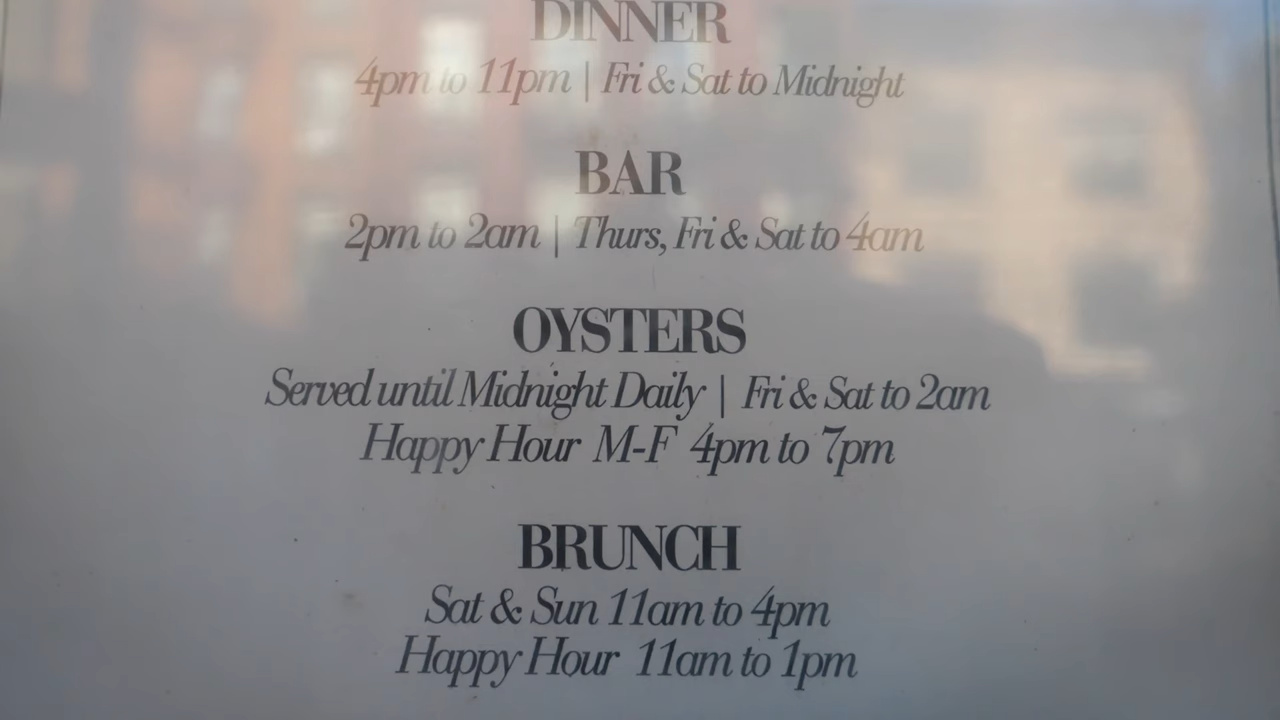 DINNER
4pm to 11pm | Fri & Sat to Midnight
BAR
2pm to 2am | Thurs, Fri & Sat to 4am
OYSTERS
Served until Midnight Daily | Fri & Sat to 2am
Happy Hour M-F 4pm to 7pm
BRUNCH
Sat & Sun 11am to 4pm
Happy Hour 11am to 1pm